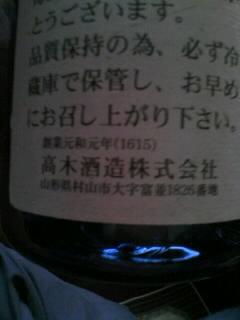 とうございます。
品質保持の為、必ず冷
蔵庫で保管し、お早め
にお召し上がり下さい。
創業元和元年(1615)
高木酒造株式会社
山形県村山市大字富並1826番地